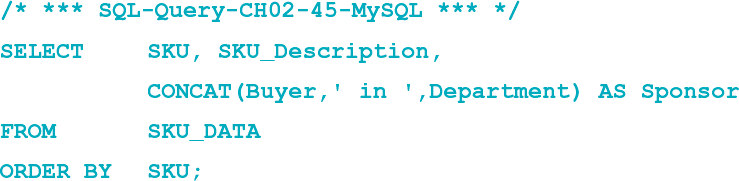 /* *** SQL-Query-CH02-45-MySQL *** */
SELECT SKU, SKU_Description,
CONCAT(Buyer,' in ',Department) AS Sponsor
FROM SKU_DATA
ORDER BY SKU;